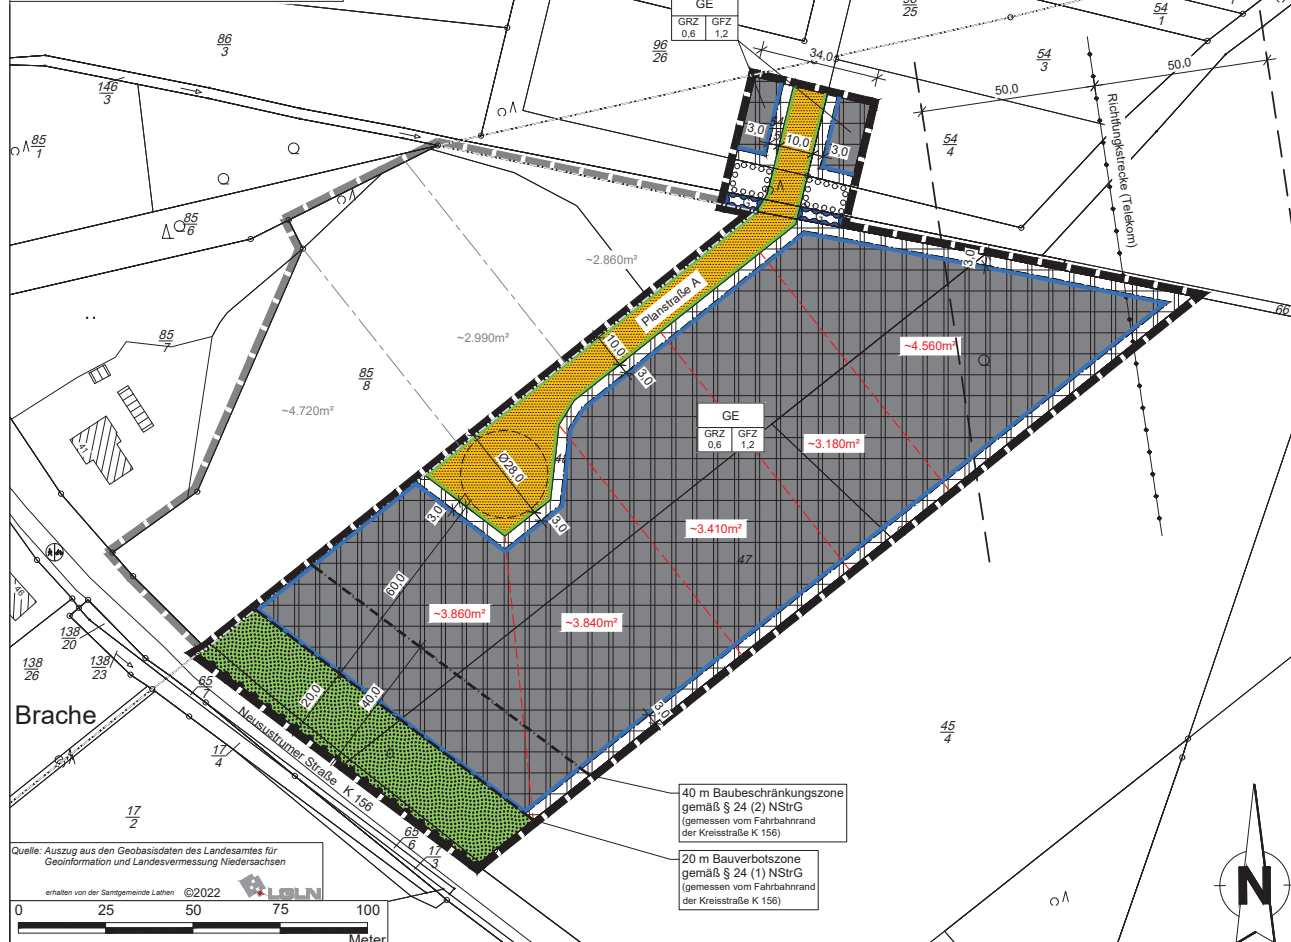 GE
GRZ GFZ
0,6 1,2
96
26
25
54
1
54
3
86
3
34,0
50,0
50,0
146
3
85
1
3,0
10,0
3,0
54
4
Richtfunkstrecke (Telekom)
85
6
~2.860m²
3,0
Planstraße A
66
~2.990m²
85
7
10,0
3,0
~4.560m²
85
8
~4.720m²
GE
GRZ GFZ
0,6 1,2
~3.180m²
41
Ø28,0
3,0
3,0
~3.410m²
47
60,0
46
~3.860m²
~3.840m²
138
20
138
26
138
23
65
7
20,0
40,0
3,0
Brache
Neusustrumer Straße K 156
17
4
45
4
40 m Baubeschränkungszone
gemäß § 24 (2) NStrG
(gemessen vom Fahrbahnrand
der Kreisstraße K 156)
17
2
65
6
17
3
20 m Bauverbotszone
gemäß § 24 (1) NStrG
(gemessen vom Fahrbahnrand
der Kreisstraße K 156)
Quelle: Auszug aus den Geobasisdaten des Landesamtes für
Geoinformation und Landesvermessung Niedersachsen
erhalten von der Samtgemeinde Lathen ©2022 LGLN
N
0 25 50 75 100
Meter